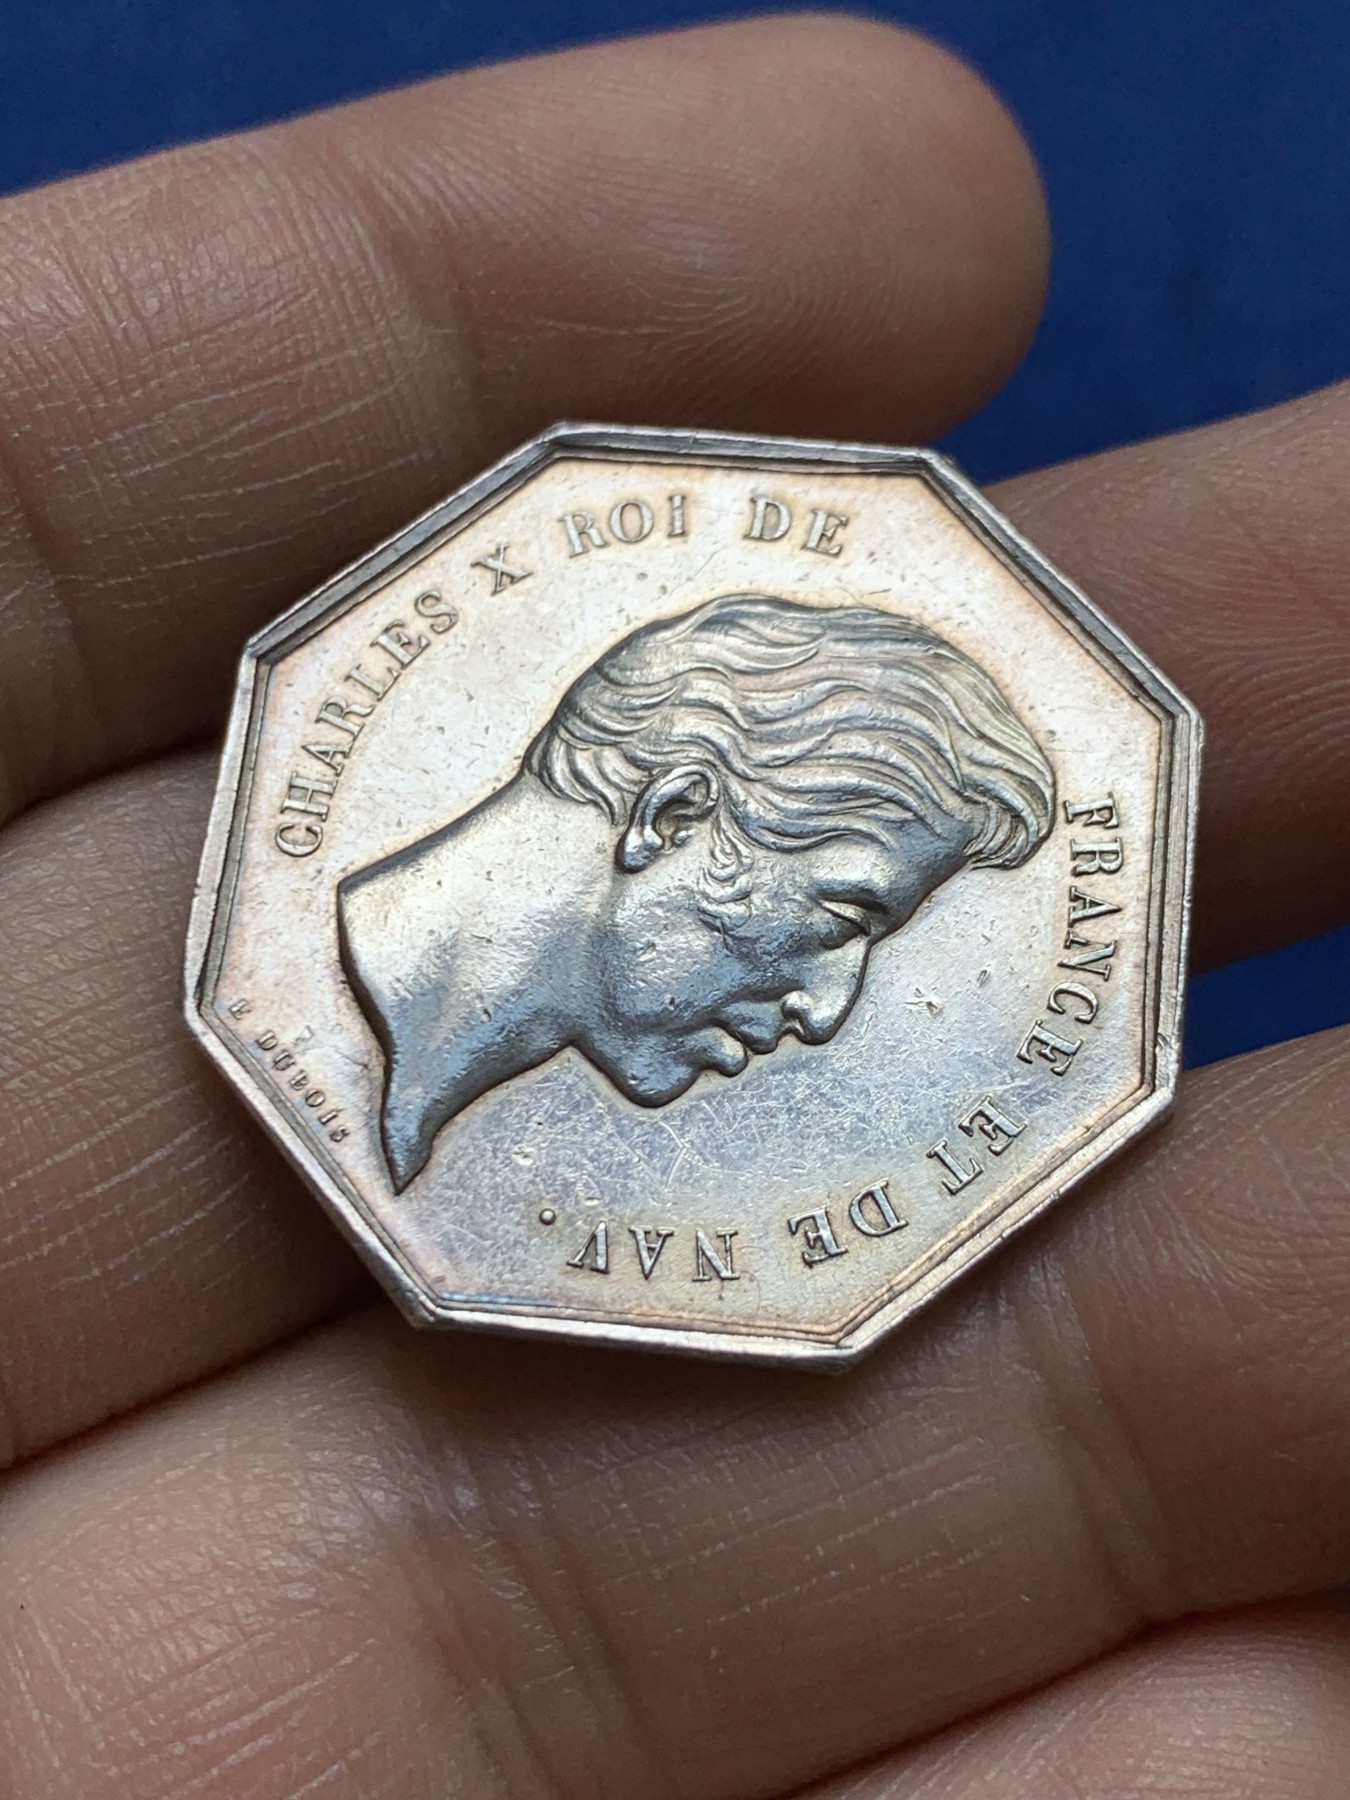 CHARLES X ROI DE FRANCE ET DE NAV.
E DUBOIS F